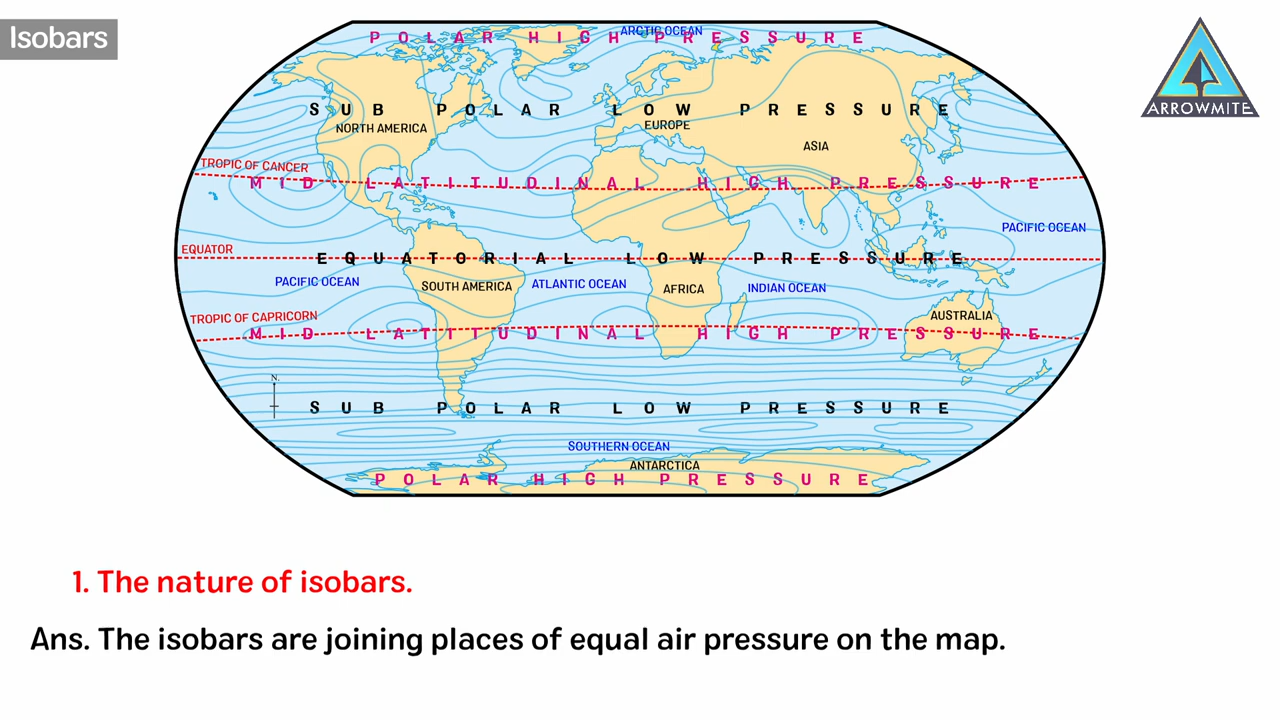 Isobars
ARROWMITE
ARCTIC OCEAN
POLAR HIGH PRESSURE
SUB POLAR LOW PRESSURE
NORTH AMERICA
EUROPE
ASIA
TROPIC OF CANCER
MID LATITUDINAL HIGH PRESSURE
PACIFIC OCEAN
EQUATOR
EQUATORIAL LOW PRESSURE
PACIFIC OCEAN
SOUTH AMERICA
ATLANTIC OCEAN
AFRICA
INDIAN OCEAN
TROPIC OF CAPRICORN
AUSTRALIA
MID LATITUDINAL HIGH PRESSURE
N.
SUB POLAR LOW PRESSURE
SOUTHERN OCEAN
ANTARCTICA
POLAR HIGH PRESSURE
1. The nature of isobars.
Ans. The isobars are joining places of equal air pressure on the map.